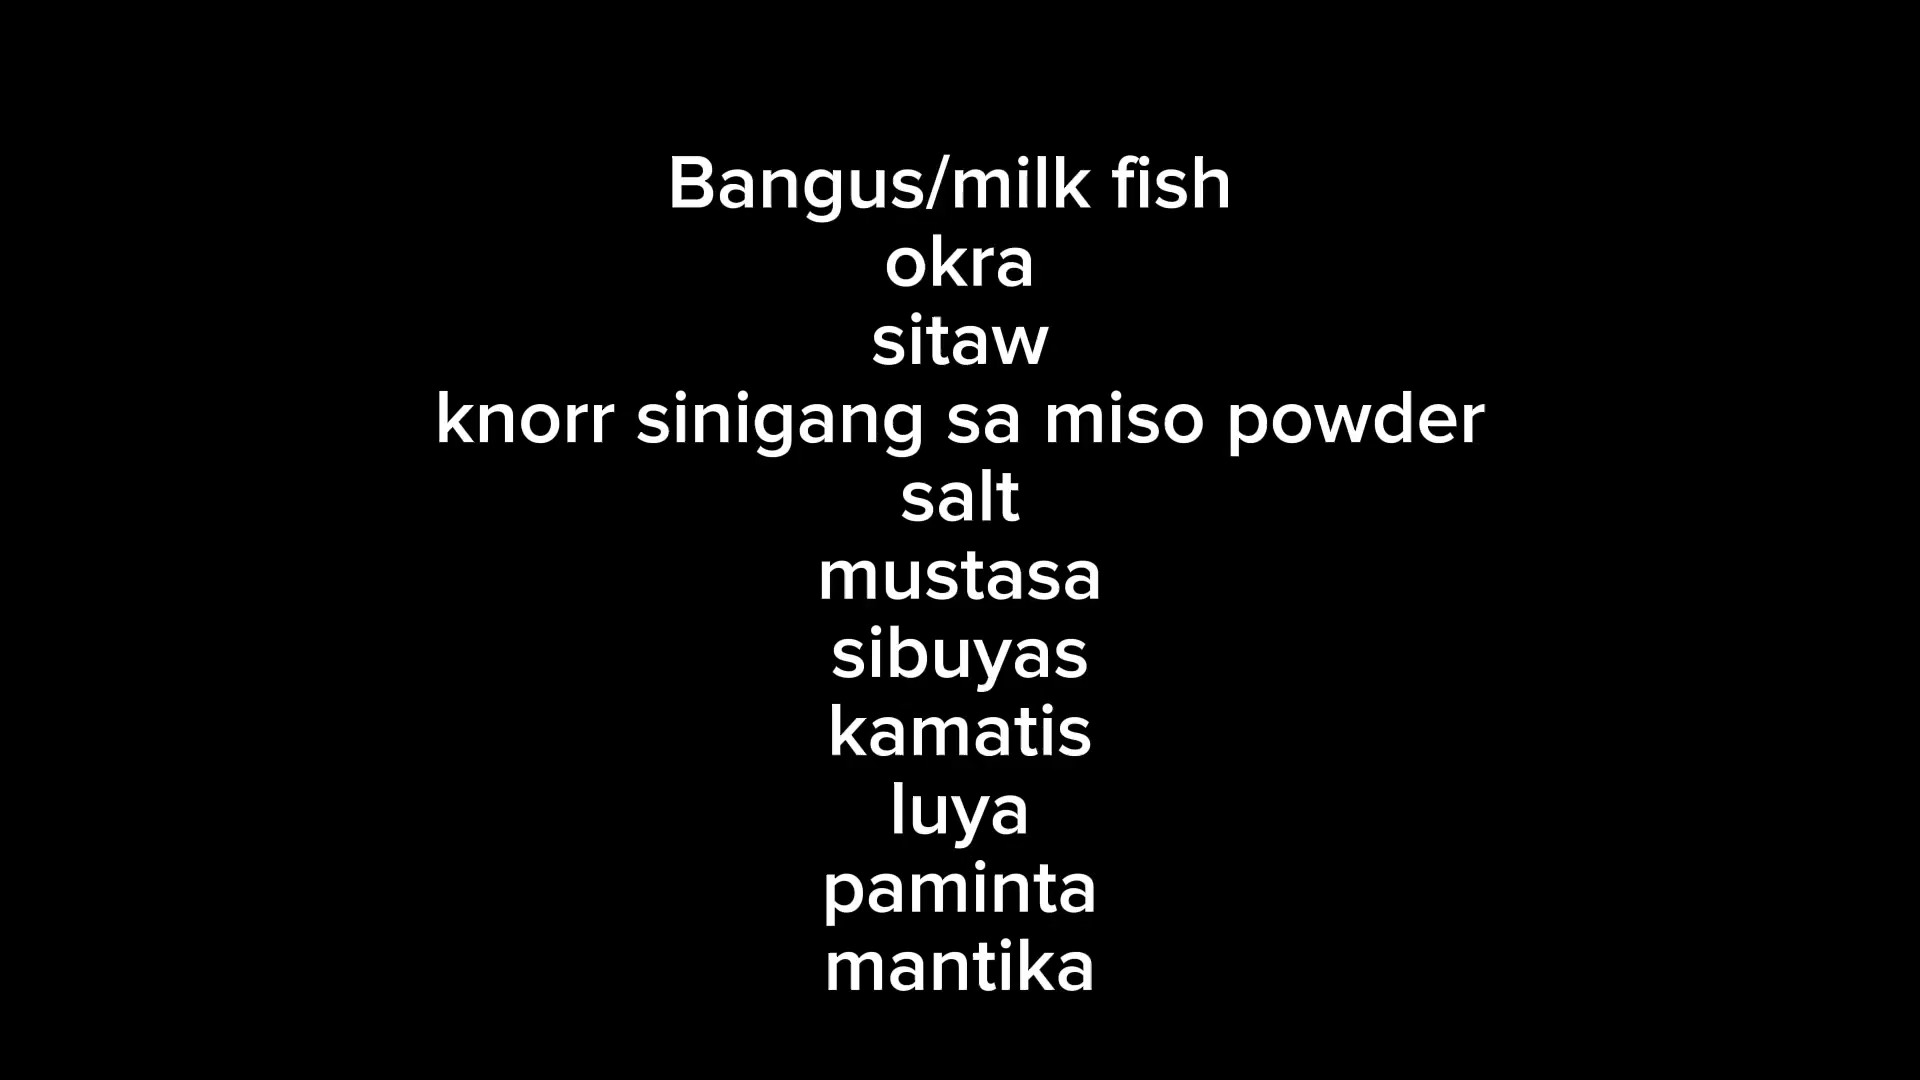 Bangus/milk fish
okra
sitaw
knorr sinigang sa miso powder
salt
mustasa
sibuyas
kamatis
luya
paminta
mantika